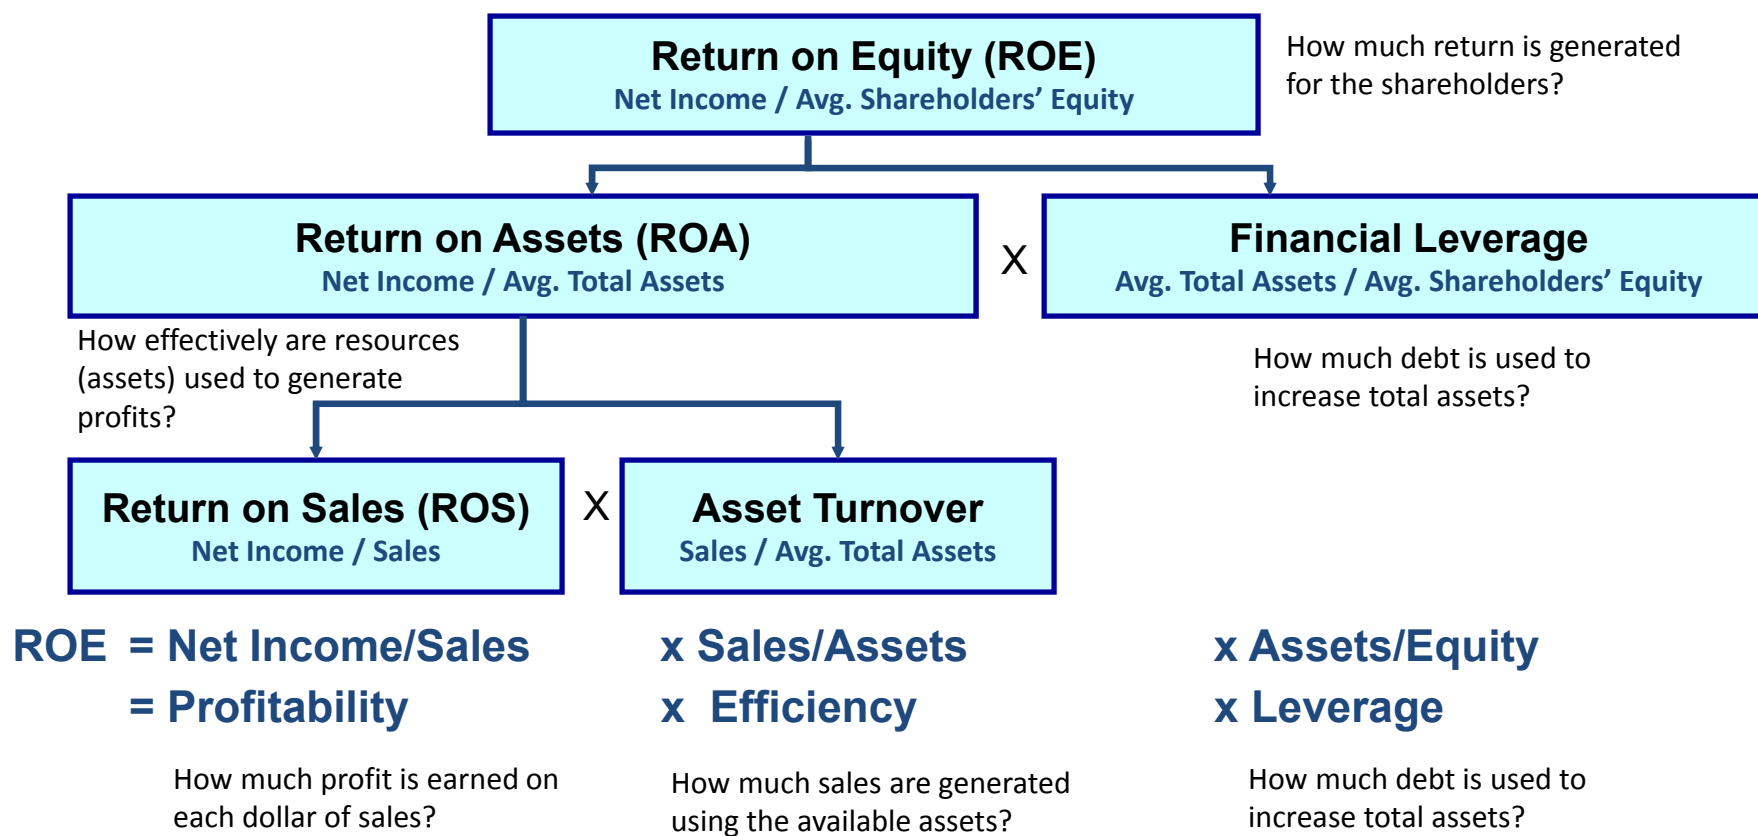 Return on Equity (ROE)
Net Income / Avg. Shareholders’ Equity
How much return is generated
for the shareholders?
Return on Assets (ROA)
Net Income / Avg. Total Assets
X
Financial Leverage
Avg. Total Assets / Avg. Shareholders’ Equity
How effectively are resources
(assets) used to generate
profits?
How much debt is used to
increase total assets?
Return on Sales (ROS)
Net Income / Sales
X
Asset Turnover
Sales / Avg. Total Assets
ROE = Net Income/Sales x Sales/Assets x Assets/Equity
= Profitability x Efficiency x Leverage
How much profit is earned on
each dollar of sales?
How much sales are generated
using the available assets?
How much debt is used to
increase total assets?